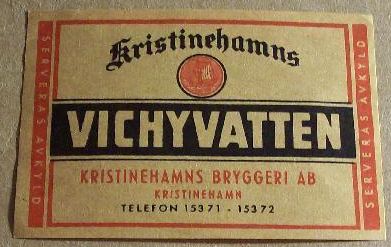 Kristinehamns
VICHYVATTEN
KRISTINEHAMNS BRYGGERI AB
KRISTINEHAMN
TELEFON 15371 - 15372
SERVERAS AVKYLD
SERVERAS AVKYLD